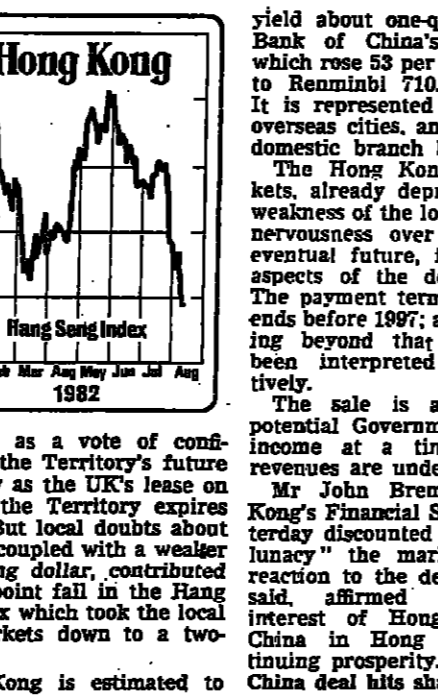 Hong Kong
Hang Seng Index
Mar Aug May Jun Jul Aug
1982
as a vote of confi-
the Territory's future
as the UK's lease on
the Territory expires
But local doubts about
coupled with a weaker
ng dollar, contributed
point fall in the Hang
x which took the local
rkets down to a two-
Kong is estimated to
yield about one-q
Bank of China's
which rose 53 per
to Renminbi 710.
It is represented
overseas cities, an
domestic branch
The Hong Kon
kets, already depr
weakness of the lo
nervousness over
eventual future, f
aspects of the de
The payment term
ends before 1997; a
ing beyond that
been interpreted
tively.
The sale is a
potential Governm
income at a tim
revenues are unde
Mr John Brem
Kong's Financial S
terday discounted
lunacy" the mar
reaction to the de
said, affirmed
interest of Hong
China in Hong
tinuing prosperity.
China deal hits sha